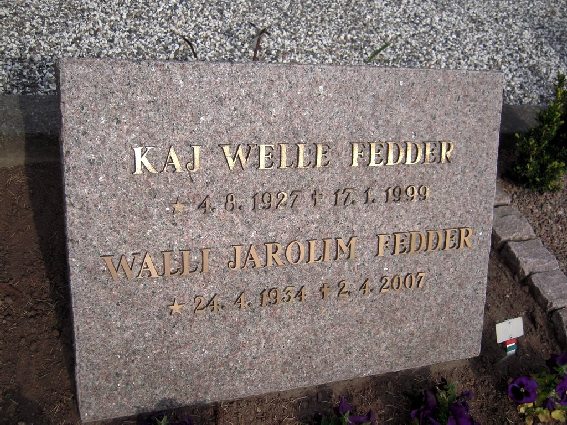 KAJ WELLE FEDDER
★ 4. 8. 1927 † 17. 1. 1999
WALLI JAROLIM FEDDER
★ 24. 4. 1934 † 2. 4. 2007